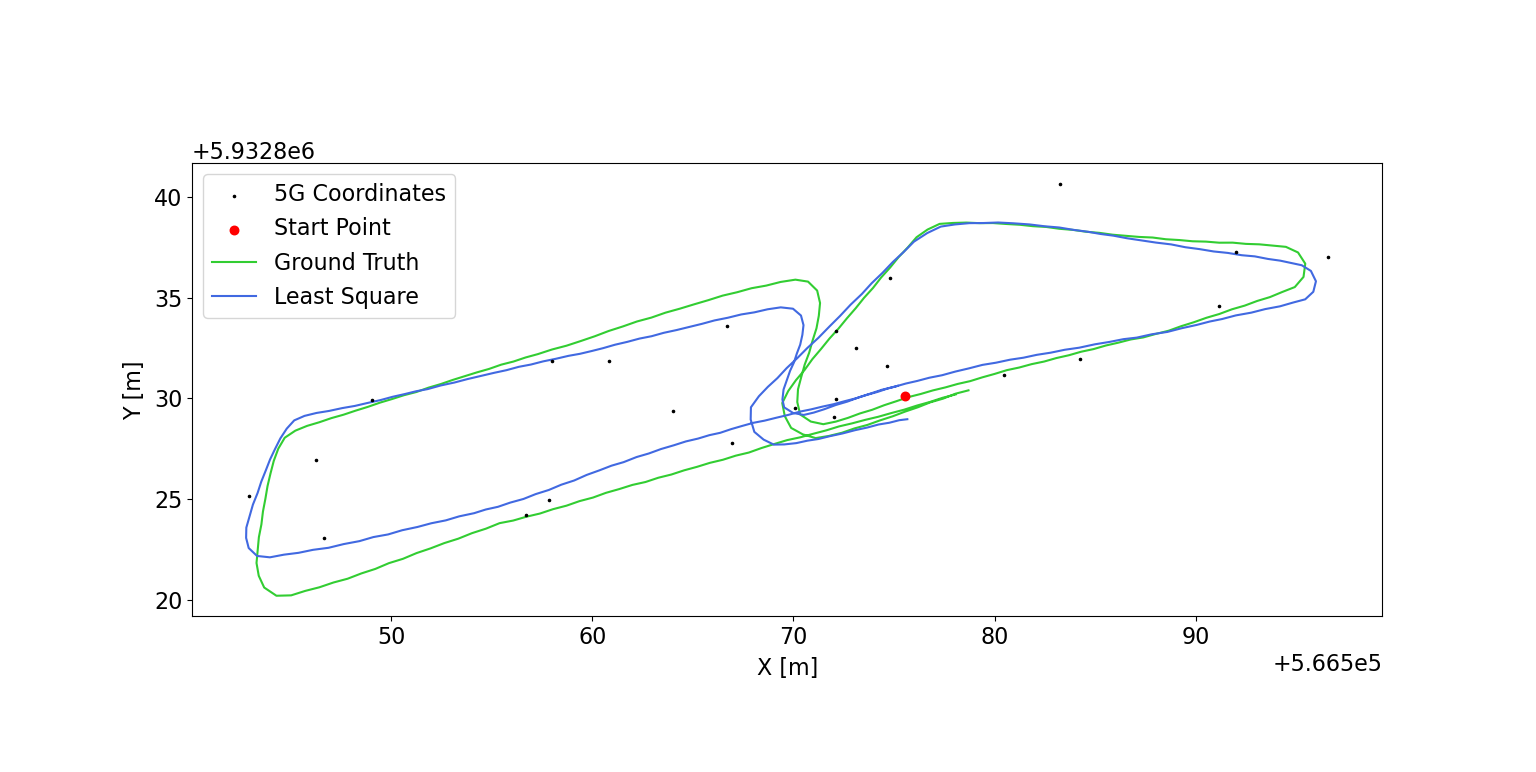 +5.9328e6
5G Coordinates
Start Point
Ground Truth
Least Square
40
35
30
25
20
Y [m]
50 60 70 80 90
X [m]
+5.665e5